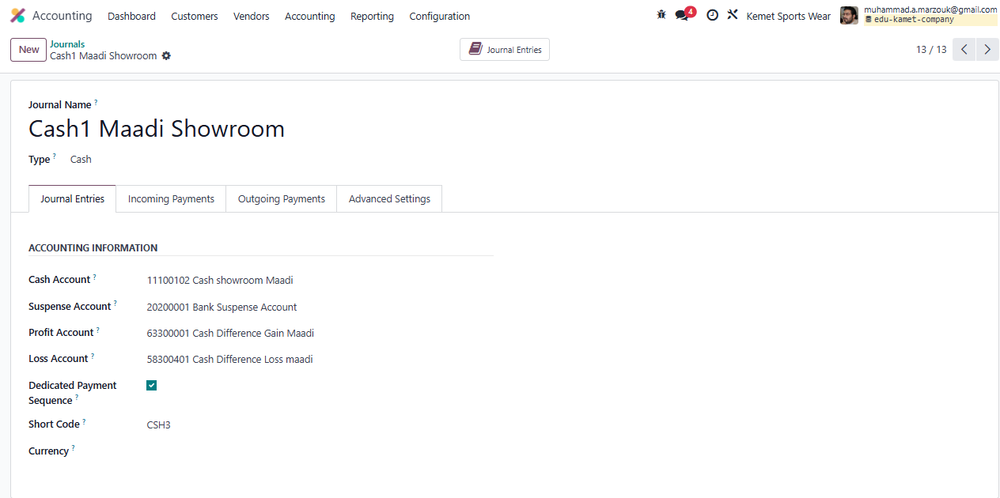 Accounting Dashboard Customers Vendors Accounting Reporting Configuration 4 Kemet Sports Wear muhammad.a.marzouk@gmail.com
edu-kamet-company
New Journals
Cash1 Maadi Showroom
Journal Entries
13 / 13
Journal Name ?
Cash1 Maadi Showroom
Type ? Cash
Journal Entries Incoming Payments Outgoing Payments Advanced Settings
ACCOUNTING INFORMATION
Cash Account ? 11100102 Cash showroom Maadi
Suspense Account ? 20200001 Bank Suspense Account
Profit Account ? 63300001 Cash Difference Gain Maadi
Loss Account ? 58300401 Cash Difference Loss maadi
Dedicated Payment
Sequence ?
Short Code ? CSH3
Currency ?